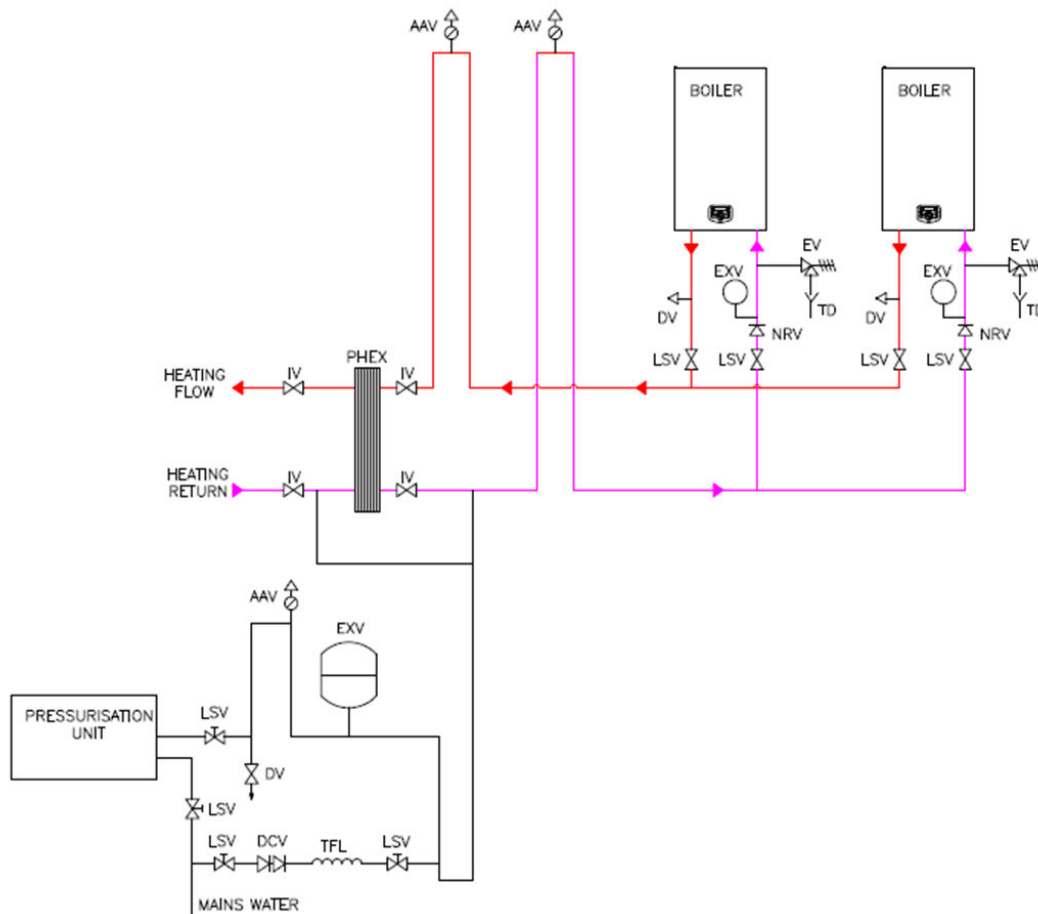 AAV
AAV
BOILER
BOILER
EV
EV
EXV
EXV
DV
TD
DV
TD
NRV
NRV
LSV
LSV
LSV
LSV
PHEX
HEATING
FLOW
IV
IV
HEATING
RETURN
IV
IV
AAV
EXV
PRESSURISATION
UNIT
LSV
DV
LSV
LSV
DCV
TFL
LSV
MAINS WATER